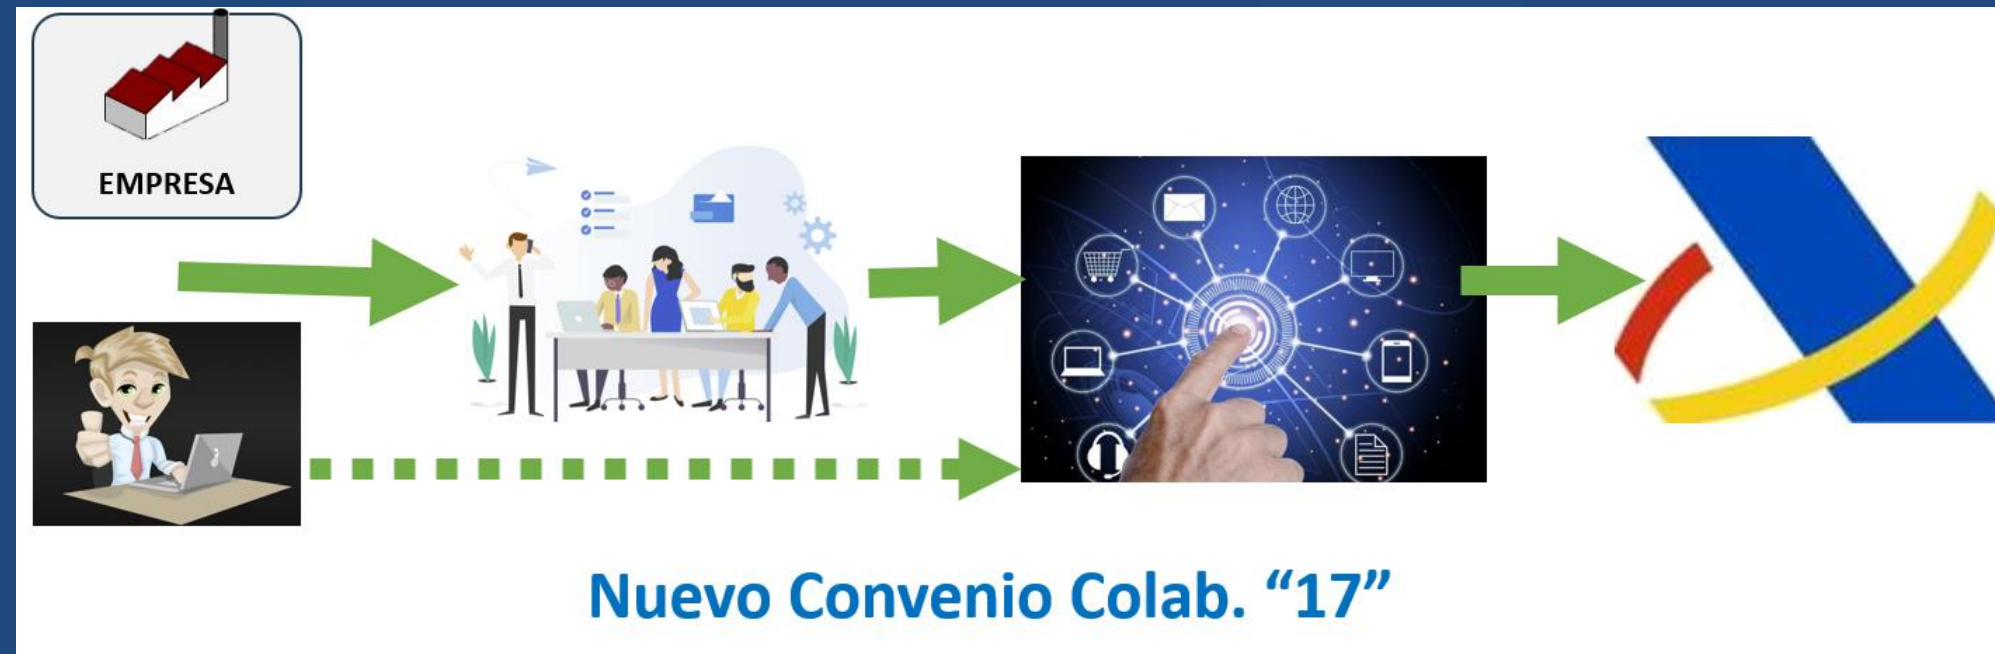 EMPRESA
Nuevo Convenio Colab. “17”